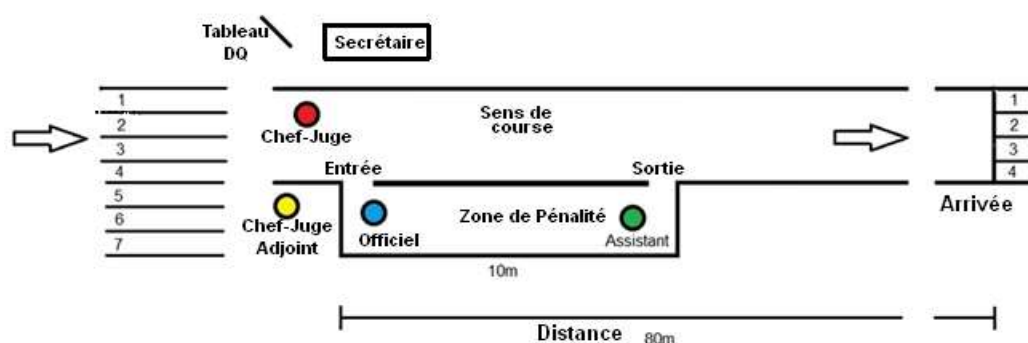 Tableau
DQ
Secrétaire
1
2
3
4
5
6
7
Chef-Juge
Sens de
course
1
2
3
4
Entrée
Sortie
Arrivée
Chef-Juge
Adjoint
Officiel
Zone de Pénalité
Assistant
10m
Distance
80m